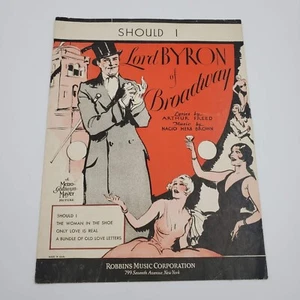 SHOULD I
Lord BYRON
of
Broadway
Lyrics by
ARTHUR FREED
Music by
NACIO HERB BROWN
A
Metro
Goldwyn
Mayer
PICTURE
SHOULD I
THE WOMAN IN THE SHOE
ONLY LOVE IS REAL
A BUNDLE OF OLD LOVE LETTERS
ROBBINS MUSIC CORPORATION
799 Seventh Avenue, New York